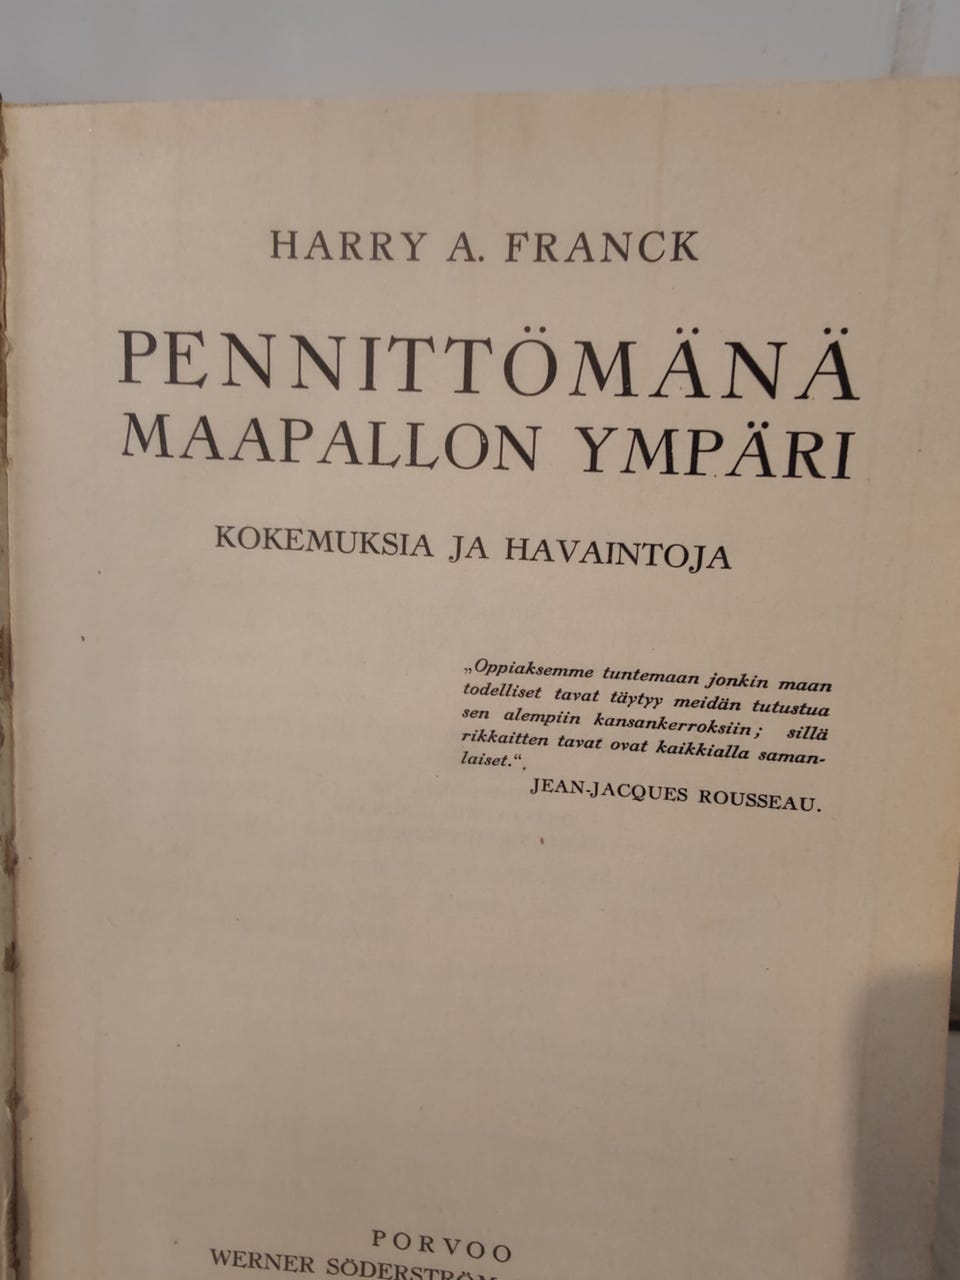 HARRY A. FRANCK
PENNITTÖMÄNÄ
MAAPALLON YMPÄRI
KOKEMUKSIA JA HAVAINTOJA
„Oppiaksemme tuntemaan jonkin maan
todelliset tavat täytyy meidän tutustua
sen alempiin kansankerroksiin; sillä
rikkaitten tavat ovat kaikkialla saman-
laiset.“
JEAN-JACQUES ROUSSEAU.
PORVOO
WERNER